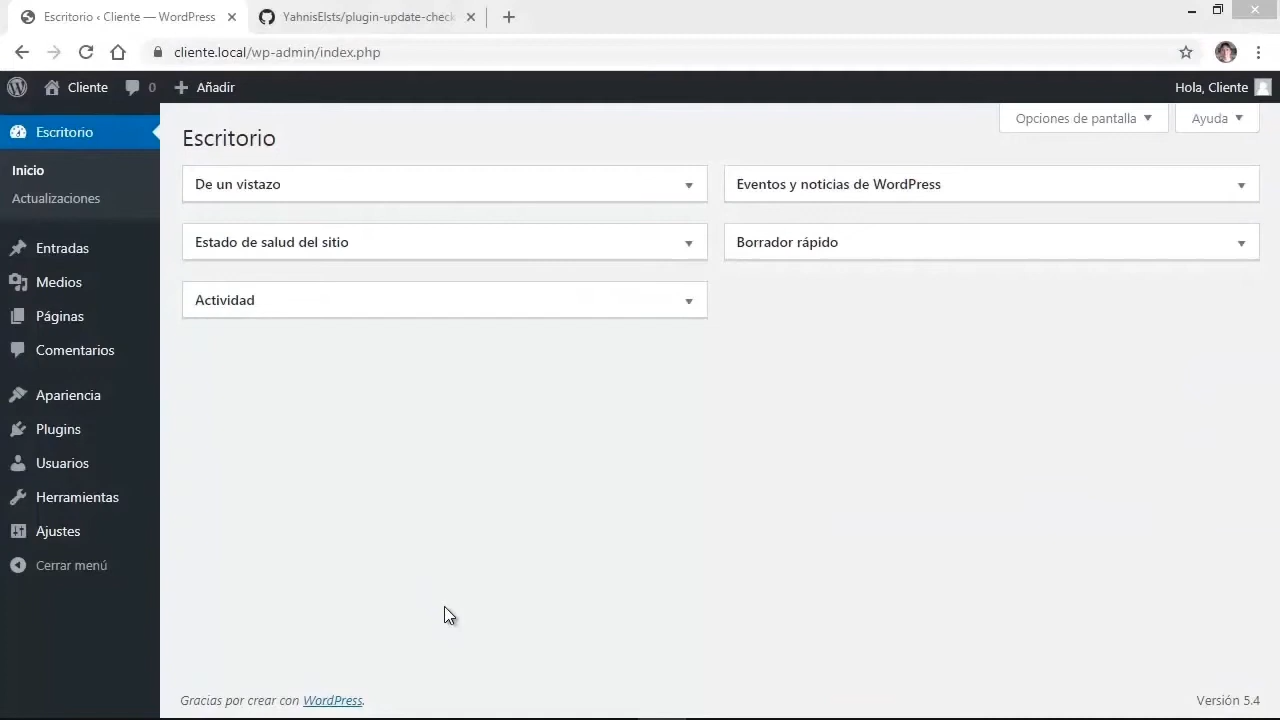 Escritorio ‹ Cliente — WordPress
YahnisElsts/plugin-update-check
cliente.local/wp-admin/index.php
Cliente
0
Añadir
Hola, Cliente
Escritorio
Inicio
Actualizaciones
Entradas
Medios
Páginas
Comentarios
Apariencia
Plugins
Usuarios
Herramientas
Ajustes
Cerrar menú
Opciones de pantalla
Ayuda
Escritorio
De un vistazo
Eventos y noticias de WordPress
Estado de salud del sitio
Borrador rápido
Actividad
Gracias por crear con WordPress.
Versión 5.4